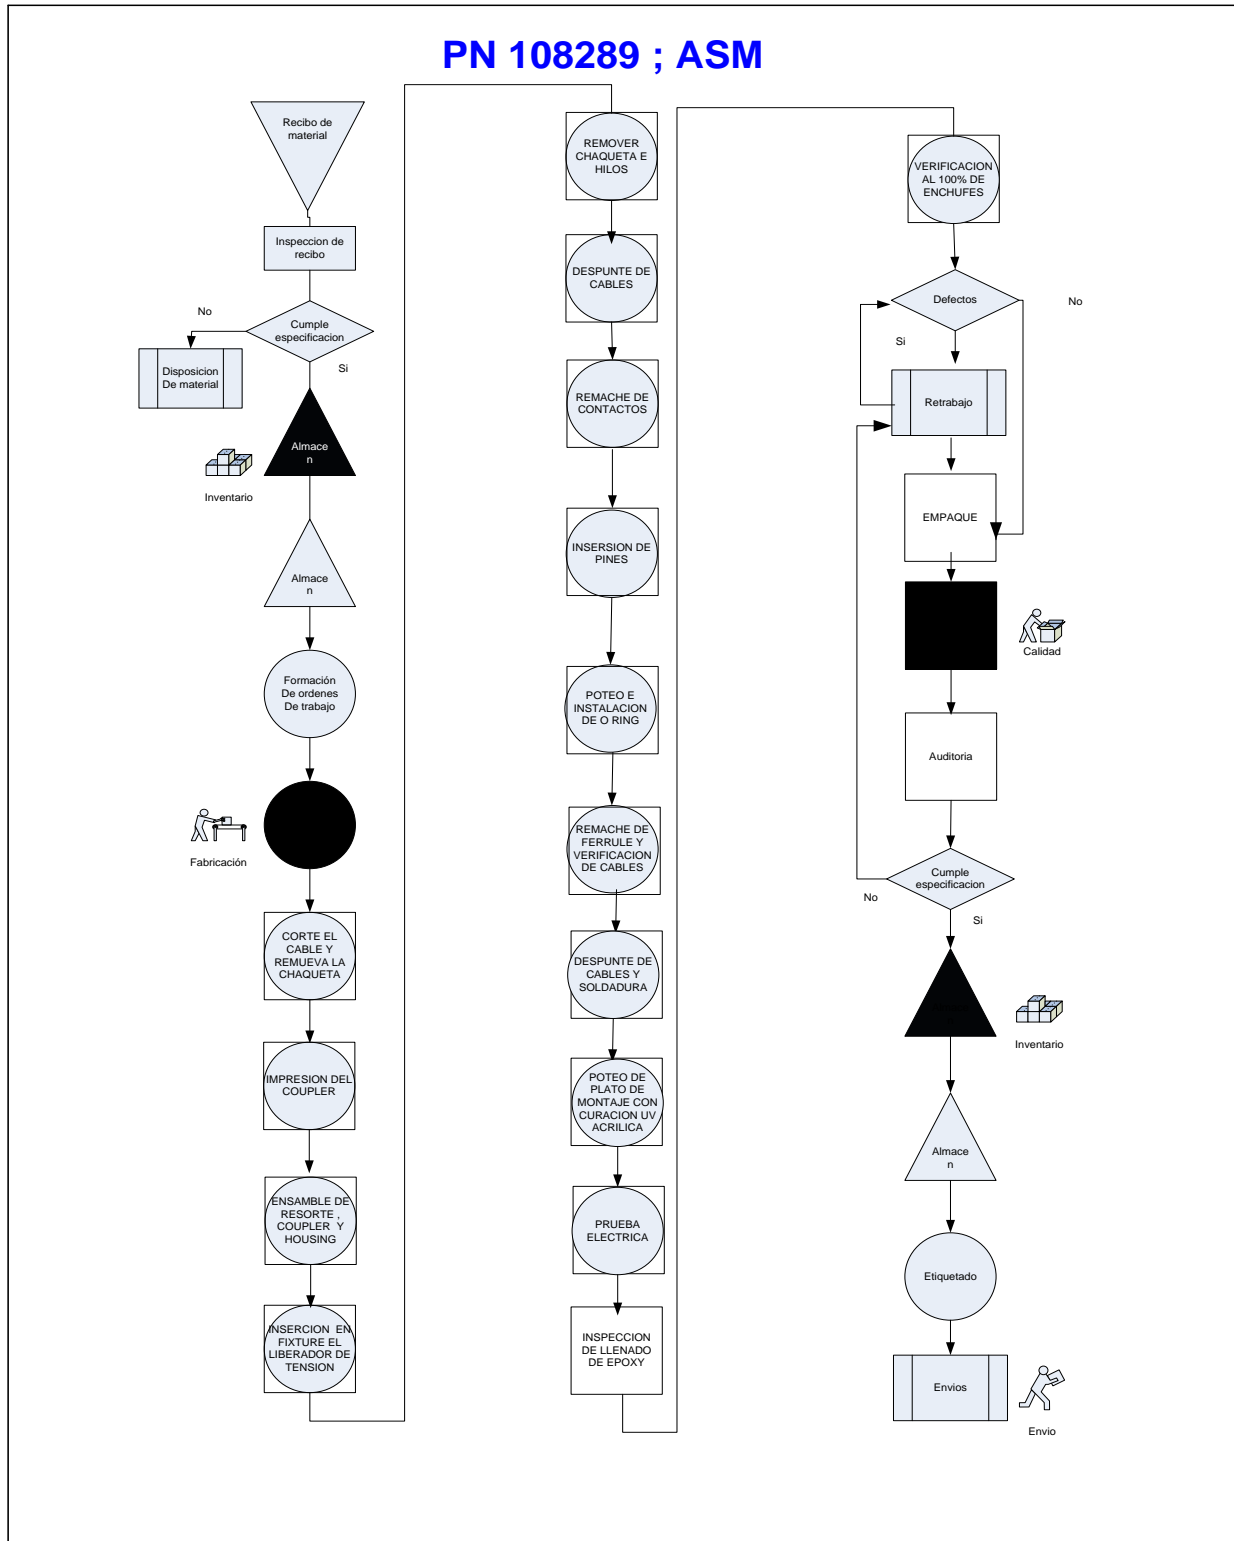 PN 108289 ; ASM
Recibo de
material
Inspeccion de
recibo
No
Cumple
especificacion
Si
Disposicion
De material
Almace
n
Inventario
Almace
n
Formación
De ordenes
De trabajo
Fabricación
CORTE EL
CABLE Y
REMUEVA LA
CHAQUETA
IMPRESION DEL
COUPLER
ENSAMBLE DE
RESORTE ,
COUPLER Y
HOUSING
INSERCION EN
FIXTURE EL
LIBERADOR DE
TENSION
REMOVER
CHAQUETA E
HILOS
DESPUNTE DE
CABLES
REMACHE DE
CONTACTOS
INSERSION DE
PINES
POTEO E
INSTALACION
DE O RING
REMACHE DE
FERRULE Y
VERIFICACION
DE CABLES
DESPUNTE DE
CABLES Y
SOLDADURA
POTEO DE
PLATO DE
MONTAJE CON
CURACION UV
ACRILICA
PRUEBA
ELECTRICA
INSPECCION
DE LLENADO
DE EPOXY
VERIFICACION
AL 100% DE
ENCHUFES
Defectos
No
Si
Retrabajo
EMPAQUE
Calidad
Auditoria
Cumple
especificacion
No
Si
Inventario
Almace
n
Etiquetado
Envios
Envio